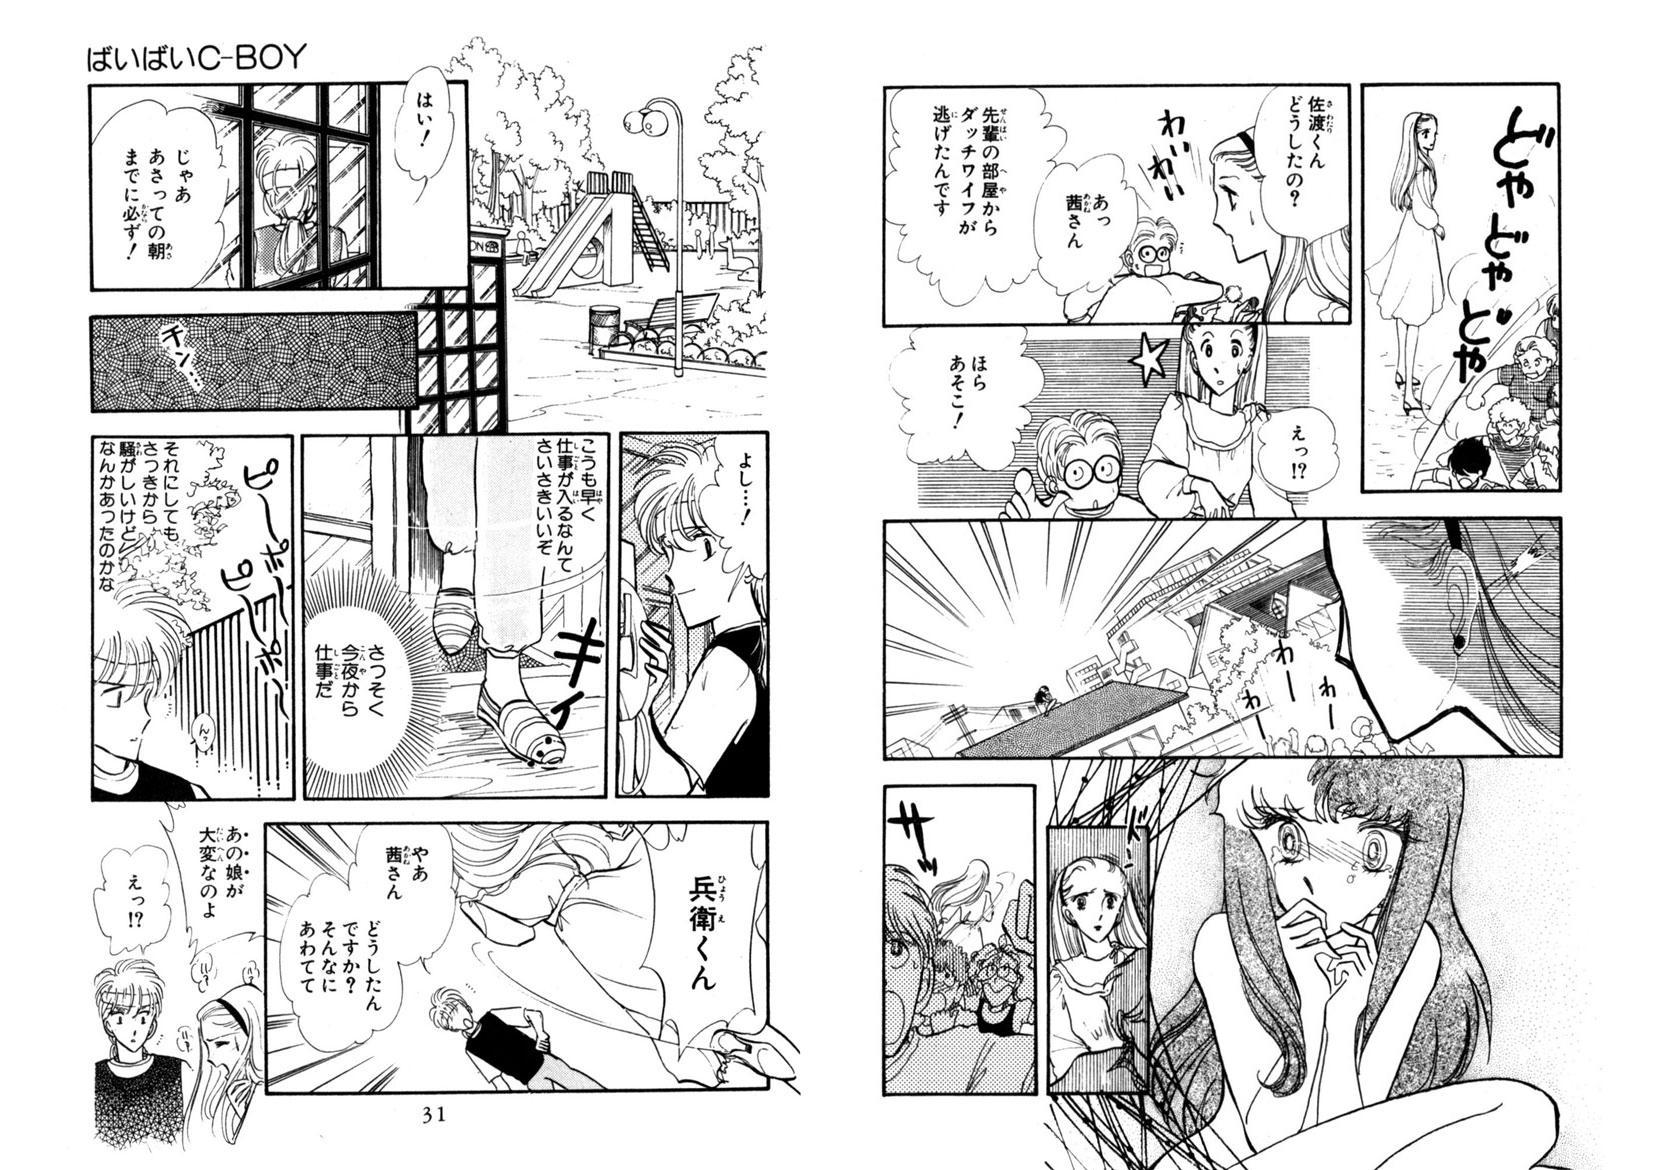 どやどやどや
佐渡くん
どうしたの？
わいわい
あっ
茜さん
先輩の部屋から
ダッチワイフが
逃げたんです
えっ!?
ほら
あそこ！
わー
わー
わー
ばいばいC-BOY
はい！
じゃあ
あさっての朝
までに必ず！
チン…
よし…！
こうも早く
仕事が入るなんて
さいさきいいぞ
キィ
さっそく
今夜から
仕事だ
それにしても
さっきから
騒がしいけど
なんかあったのかな
ピーポー
ピーポー
ん？
兵衛くん
やあ
茜さん
どうしたん
ですか？
そんなに
あわてて
あの娘が
大変なのよ
えっ!?
31